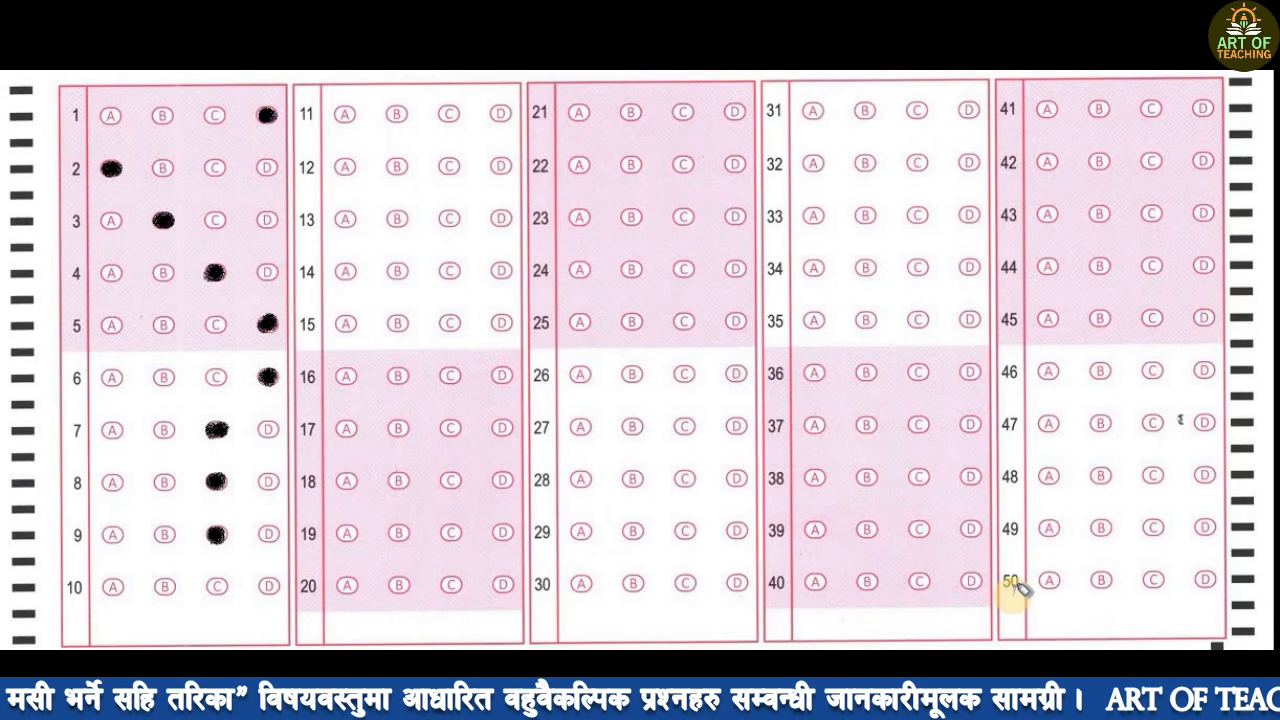 ART OF
TEACHING
1 A B C
2 B C D
3 A C D
4 A B D
5 A B C
6 A B C
7 A B D
8 A B D
9 A B D
10 A B C D
11 A B C D
12 A B C D
13 A B C D
14 A B C D
15 A B C D
16 A B C D
17 A B C D
18 A B C D
19 A B C D
20 A B C D
21 A B C D
22 A B C D
23 A B C D
24 A B C D
25 A B C D
26 A B C D
27 A B C D
28 A B C D
29 A B C D
30 A B C D
31 A B C D
32 A B C D
33 A B C D
34 A B C D
35 A B C D
36 A B C D
37 A B C D
38 A B C D
39 A B C D
40 A B C D
41 A B C D
42 A B C D
43 A B C D
44 A B C D
45 A B C D
46 A B C D
47 A B C D
48 A B C D
49 A B C D
50 A B C D
मसी भर्ने सहि तरिका” विषयवस्तुमा आधारित वहुवैकल्पिक प्रश्नहरु सम्बन्धी जानकारीमूलक सामग्री । ART OF TEAC